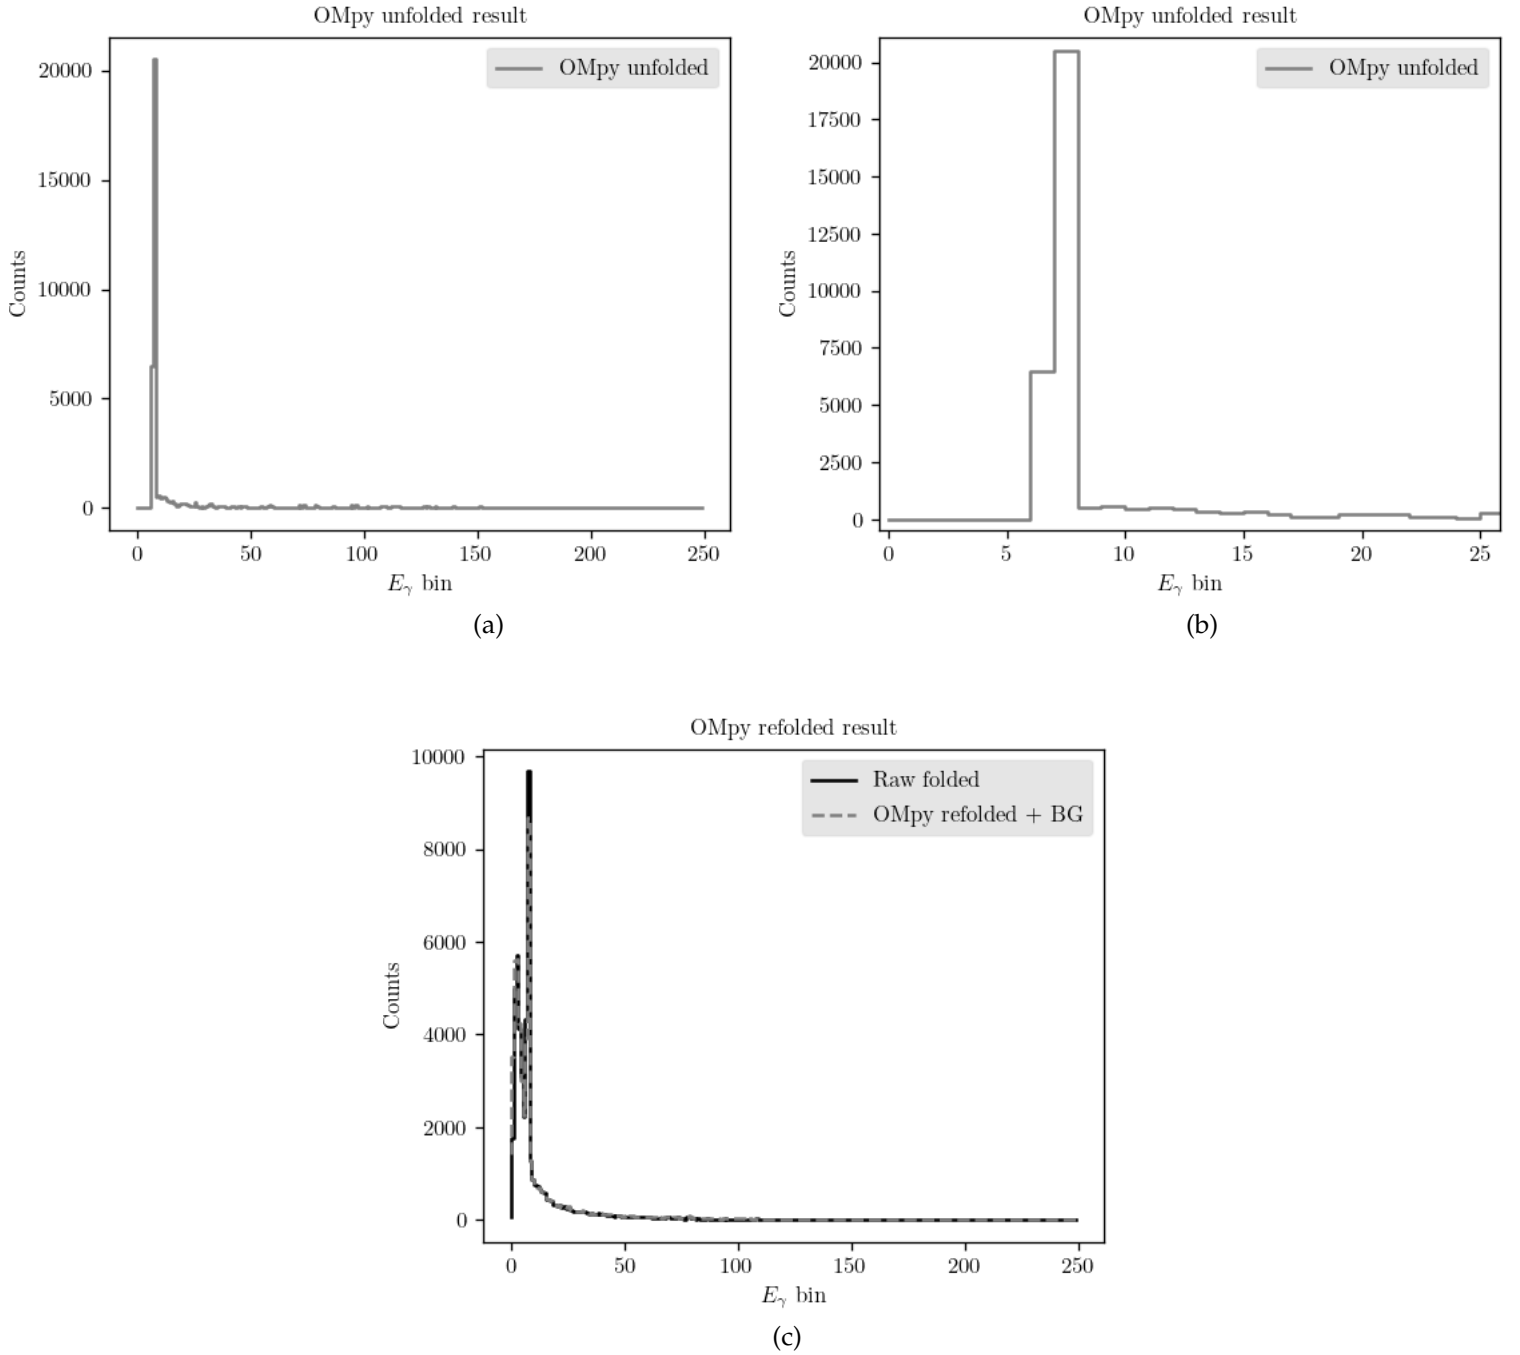 OMpy unfolded result
20000
15000
10000
5000
0
Counts
OMpy unfolded
0 50 100 150 200 250
Eγ bin
(a)
OMpy unfolded result
20000
17500
15000
12500
10000
7500
5000
2500
0
Counts
OMpy unfolded
0 5 10 15 20 25
Eγ bin
(b)
OMpy refolded result
10000
8000
6000
4000
2000
0
Counts
Raw folded
OMpy refolded + BG
0 50 100 150 200 250
Eγ bin
(c)